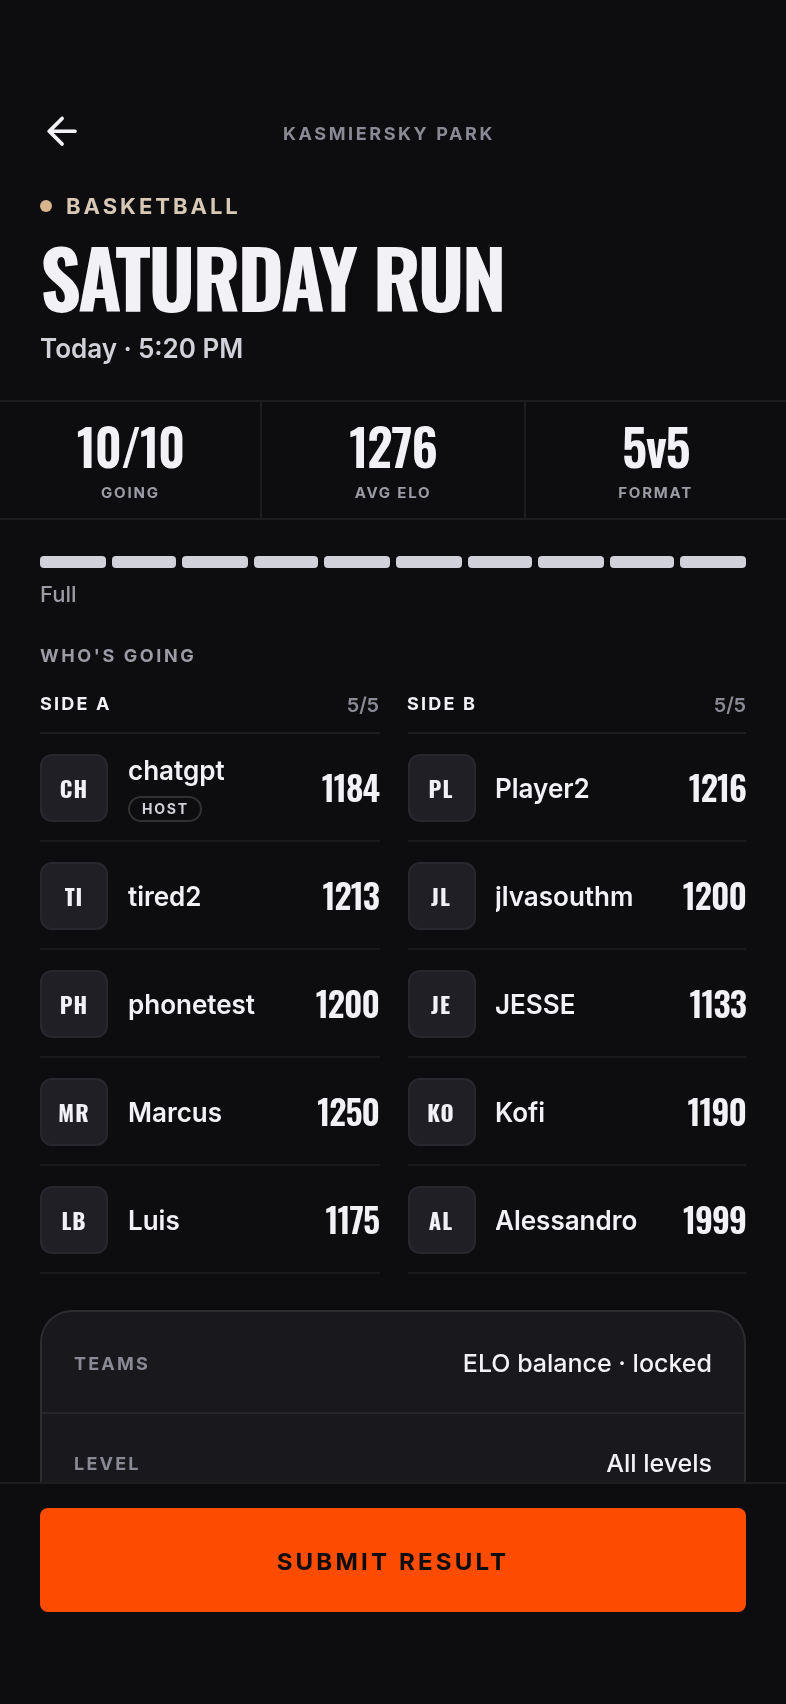 KASMIERSKY PARK
BASKETBALL
SATURDAY RUN
Today · 5:20 PM
10/10
GOING
1276
AVG ELO
5v5
FORMAT
Full
WHO'S GOING
SIDE A 5/5
CH chatgpt 1184
HOST
TI tired2 1213
PH phonetest 1200
MR Marcus 1250
LB Luis 1175
SIDE B 5/5
PL Player2 1216
JL jlvasouthm 1200
JE JESSE 1133
KO Kofi 1190
AL Alessandro 1999
TEAMS ELO balance · locked
LEVEL All levels
SUBMIT RESULT